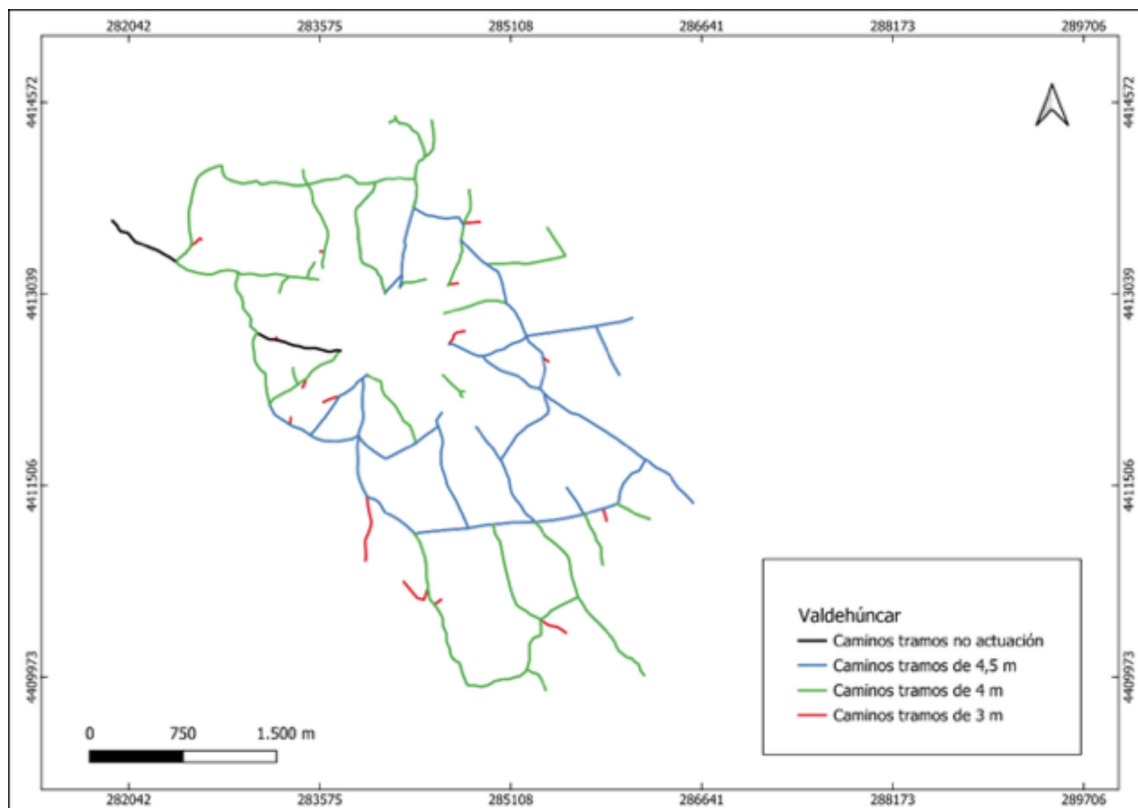 282042 283575 285108 286641 288173 289706
4414572 4414572
4413039 4413039
4411506 4411506
4409973 4409973
Valdehúncar
Caminos tramos no actuación
Caminos tramos de 4,5 m
Caminos tramos de 4 m
Caminos tramos de 3 m
0 750 1.500 m
282042 283575 285108 286641 288173 289706